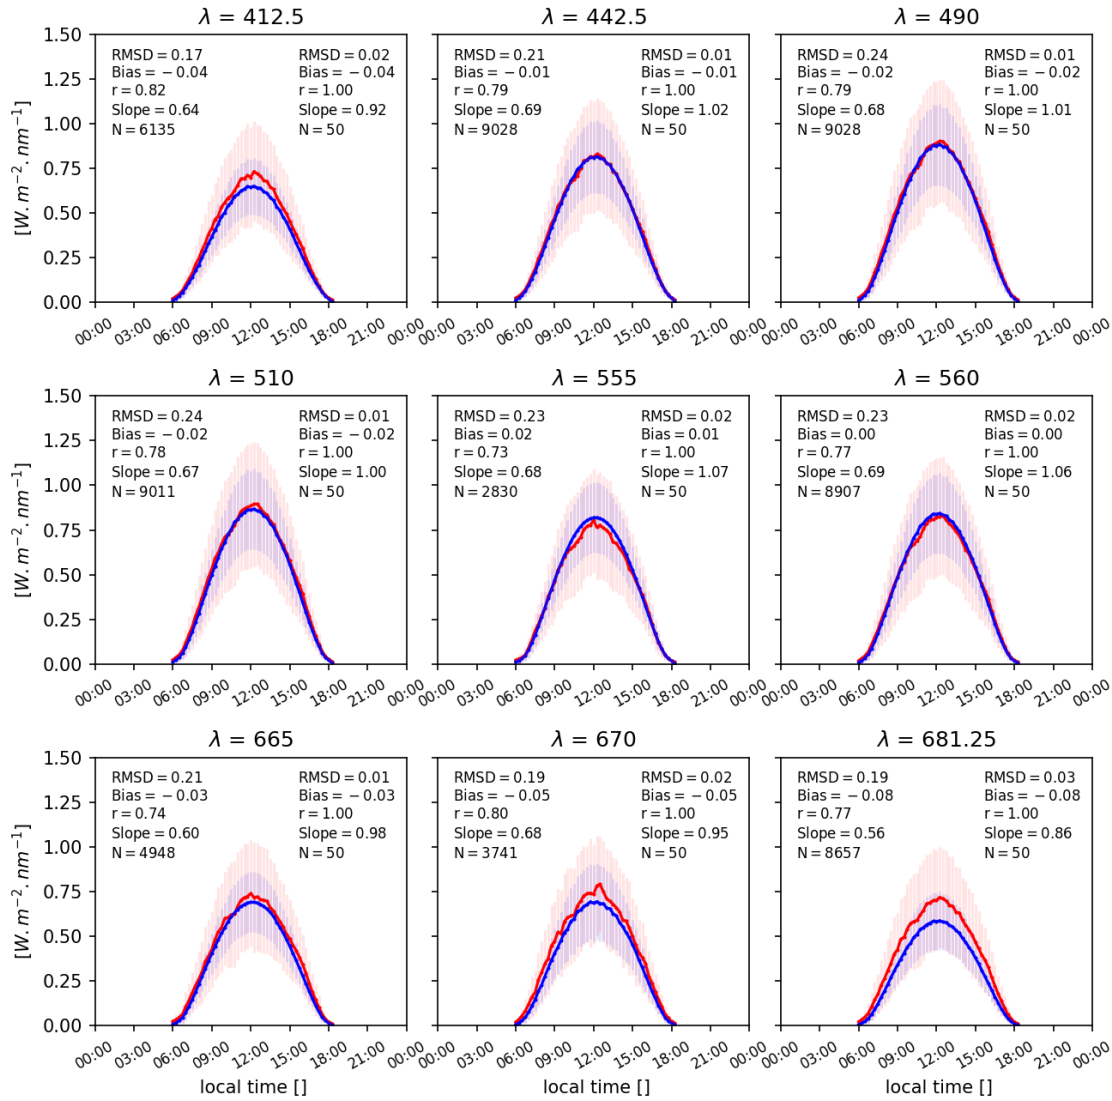 λ = 412.5
1.50
1.25
1.00
0.75
0.50
0.25
0.00
[W. m⁻². nm⁻¹]
RMSD = 0.17
Bias = −0.04
r = 0.82
Slope = 0.64
N = 6135
RMSD = 0.02
Bias = −0.04
r = 1.00
Slope = 0.92
N = 50
00:00 03:00 06:00 09:00 12:00 15:00 18:00 21:00 00:00
λ = 442.5
RMSD = 0.21
Bias = −0.01
r = 0.79
Slope = 0.69
N = 9028
RMSD = 0.01
Bias = −0.01
r = 1.00
Slope = 1.02
N = 50
03:00 06:00 09:00 12:00 15:00 18:00 21:00 00:00
λ = 490
RMSD = 0.24
Bias = −0.02
r = 0.79
Slope = 0.68
N = 9028
RMSD = 0.01
Bias = −0.02
r = 1.00
Slope = 1.01
N = 50
03:00 06:00 09:00 12:00 15:00 18:00 21:00 00:00
λ = 510
1.50
1.25
1.00
0.75
0.50
0.25
0.00
[W. m⁻². nm⁻¹]
RMSD = 0.24
Bias = −0.02
r = 0.78
Slope = 0.67
N = 9011
RMSD = 0.01
Bias = −0.02
r = 1.00
Slope = 1.00
N = 50
00:00 03:00 06:00 09:00 12:00 15:00 18:00 21:00 00:00
λ = 555
RMSD = 0.23
Bias = 0.02
r = 0.73
Slope = 0.68
N = 2830
RMSD = 0.02
Bias = 0.01
r = 1.00
Slope = 1.07
N = 50
03:00 06:00 09:00 12:00 15:00 18:00 21:00 00:00
λ = 560
RMSD = 0.23
Bias = 0.00
r = 0.77
Slope = 0.69
N = 8907
RMSD = 0.02
Bias = 0.00
r = 1.00
Slope = 1.06
N = 50
03:00 06:00 09:00 12:00 15:00 18:00 21:00 00:00
λ = 665
1.50
1.25
1.00
0.75
0.50
0.25
0.00
[W. m⁻². nm⁻¹]
RMSD = 0.21
Bias = −0.03
r = 0.74
Slope = 0.60
N = 4948
RMSD = 0.01
Bias = −0.03
r = 1.00
Slope = 0.98
N = 50
00:00 03:00 06:00 09:00 12:00 15:00 18:00 21:00 00:00
local time []
λ = 670
RMSD = 0.19
Bias = −0.05
r = 0.80
Slope = 0.68
N = 3741
RMSD = 0.02
Bias = −0.05
r = 1.00
Slope = 0.95
N = 50
03:00 06:00 09:00 12:00 15:00 18:00 21:00 00:00
local time []
λ = 681.25
RMSD = 0.19
Bias = −0.08
r = 0.77
Slope = 0.56
N = 8657
RMSD = 0.03
Bias = −0.08
r = 1.00
Slope = 0.86
N = 50
03:00 06:00 09:00 12:00 15:00 18:00 21:00 00:00
local time []